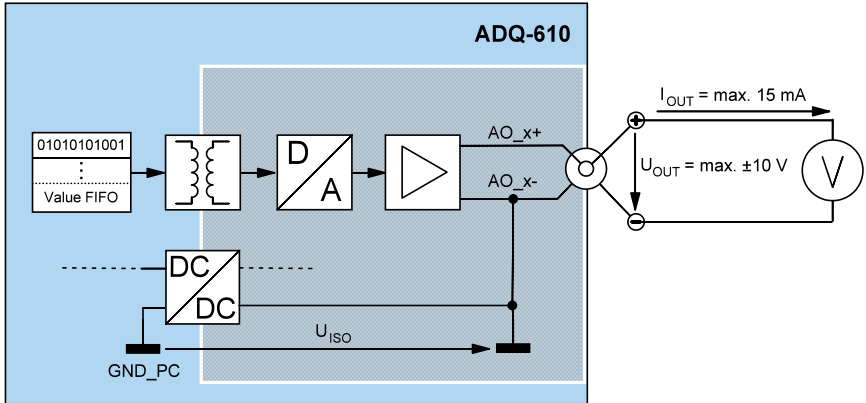 ADQ-610
I_OUT = max. 15 mA
01010101001
⋮
Value FIFO
D
A
AO_x+
AO_x-
U_OUT = max. ±10 V
V
DC
DC
U_ISO
GND_PC